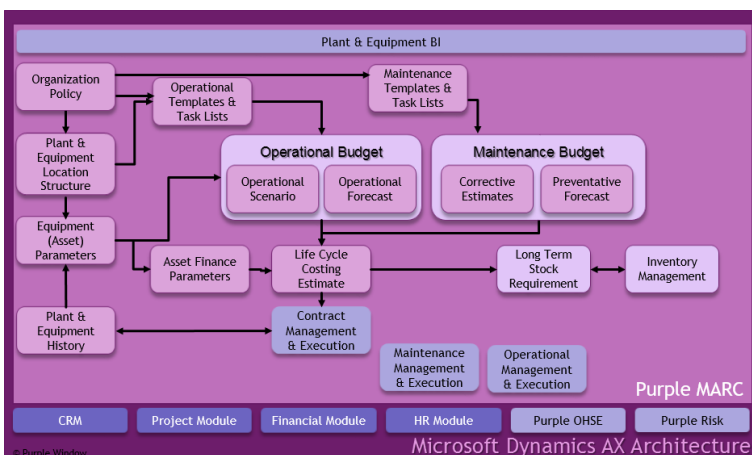 Plant & Equipment BI
Organization
Policy
Operational
Templates &
Task Lists
Maintenance
Templates &
Task Lists
Plant &
Equipment
Location
Structure
Operational Budget
Operational
Scenario
Operational
Forecast
Maintenance Budget
Corrective
Estimates
Preventative
Forecast
Equipment
(Asset)
Parameters
Asset Finance
Parameters
Life Cycle
Costing
Estimate
Long Term
Stock
Requirement
Inventory
Management
Plant &
Equipment
History
Contract
Management
& Execution
Maintenance
Management
& Execution
Operational
Management
& Execution
Purple MARC
CRM
Project Module
Financial Module
HR Module
Purple OHSE
Purple Risk
Microsoft Dynamics AX Architecture
© Purple Window